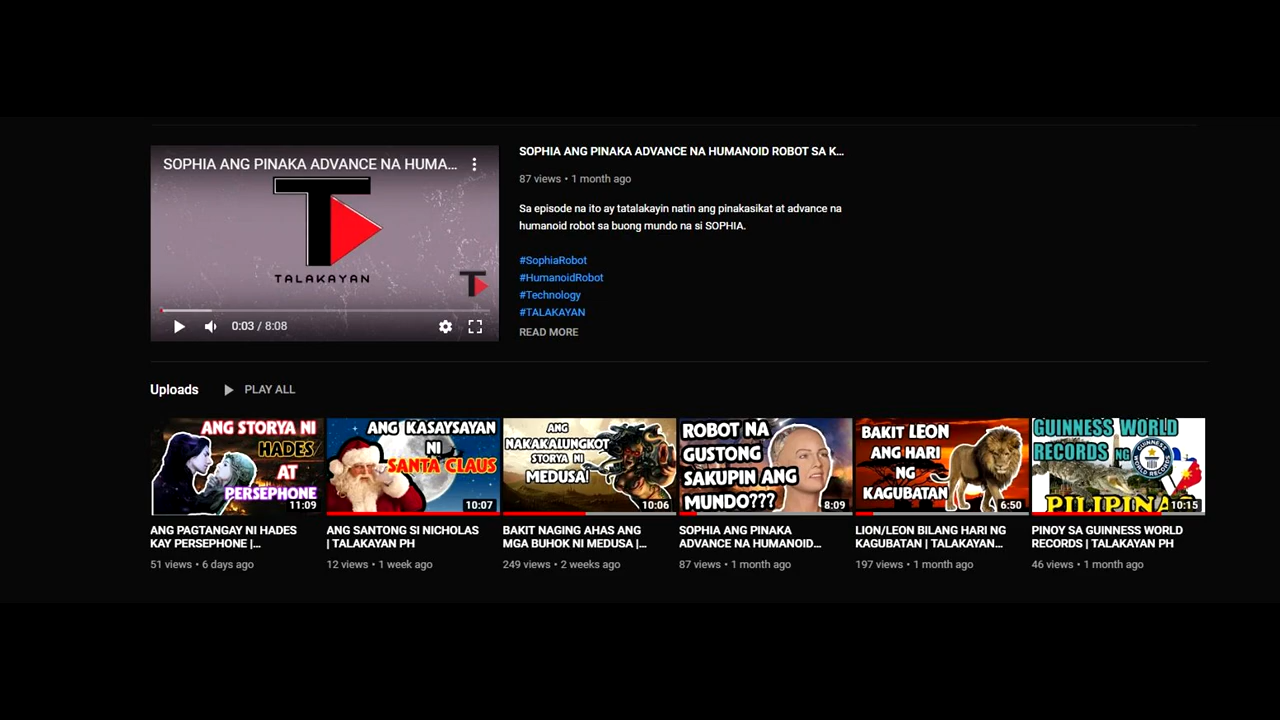 SOPHIA ANG PINAKA ADVANCE NA HUMA...
TALAKAYAN
0:03 / 8:08
SOPHIA ANG PINAKA ADVANCE NA HUMANOID ROBOT SA K...
87 views • 1 month ago
Sa episode na ito ay tatalakayin natin ang pinakasikat at advance na
humanoid robot sa buong mundo na si SOPHIA.
#SophiaRobot
#HumanoidRobot
#Technology
#TALAKAYAN
READ MORE
Uploads
PLAY ALL
ANG STORYA NI
HADES
AT
PERSEPHONE
11:09
ANG PAGTANGAY NI HADES
KAY PERSEPHONE |...
51 views • 6 days ago
ANG KASAYSAYAN
NI
SANTA CLAUS
10:07
ANG SANTONG SI NICHOLAS
| TALAKAYAN PH
12 views • 1 week ago
ANG
NAKAKALUNGKOT
STORYA NI
MEDUSA!
10:06
BAKIT NAGING AHAS ANG
MGA BUHOK NI MEDUSA |...
249 views • 2 weeks ago
ROBOT NA
GUSTONG
SAKUPIN ANG
MUNDO???
8:09
SOPHIA ANG PINAKA
ADVANCE NA HUMANOID...
87 views • 1 month ago
BAKIT LEON
ANG HARI
NG
KAGUBATAN
6:50
LION/LEON BILANG HARI NG
KAGUBATAN | TALAKAYAN...
197 views • 1 month ago
GUINNESS WORLD
RECORDS NG
PILIPINAS
10:15
PINOY SA GUINNESS WORLD
RECORDS | TALAKAYAN PH
46 views • 1 month ago